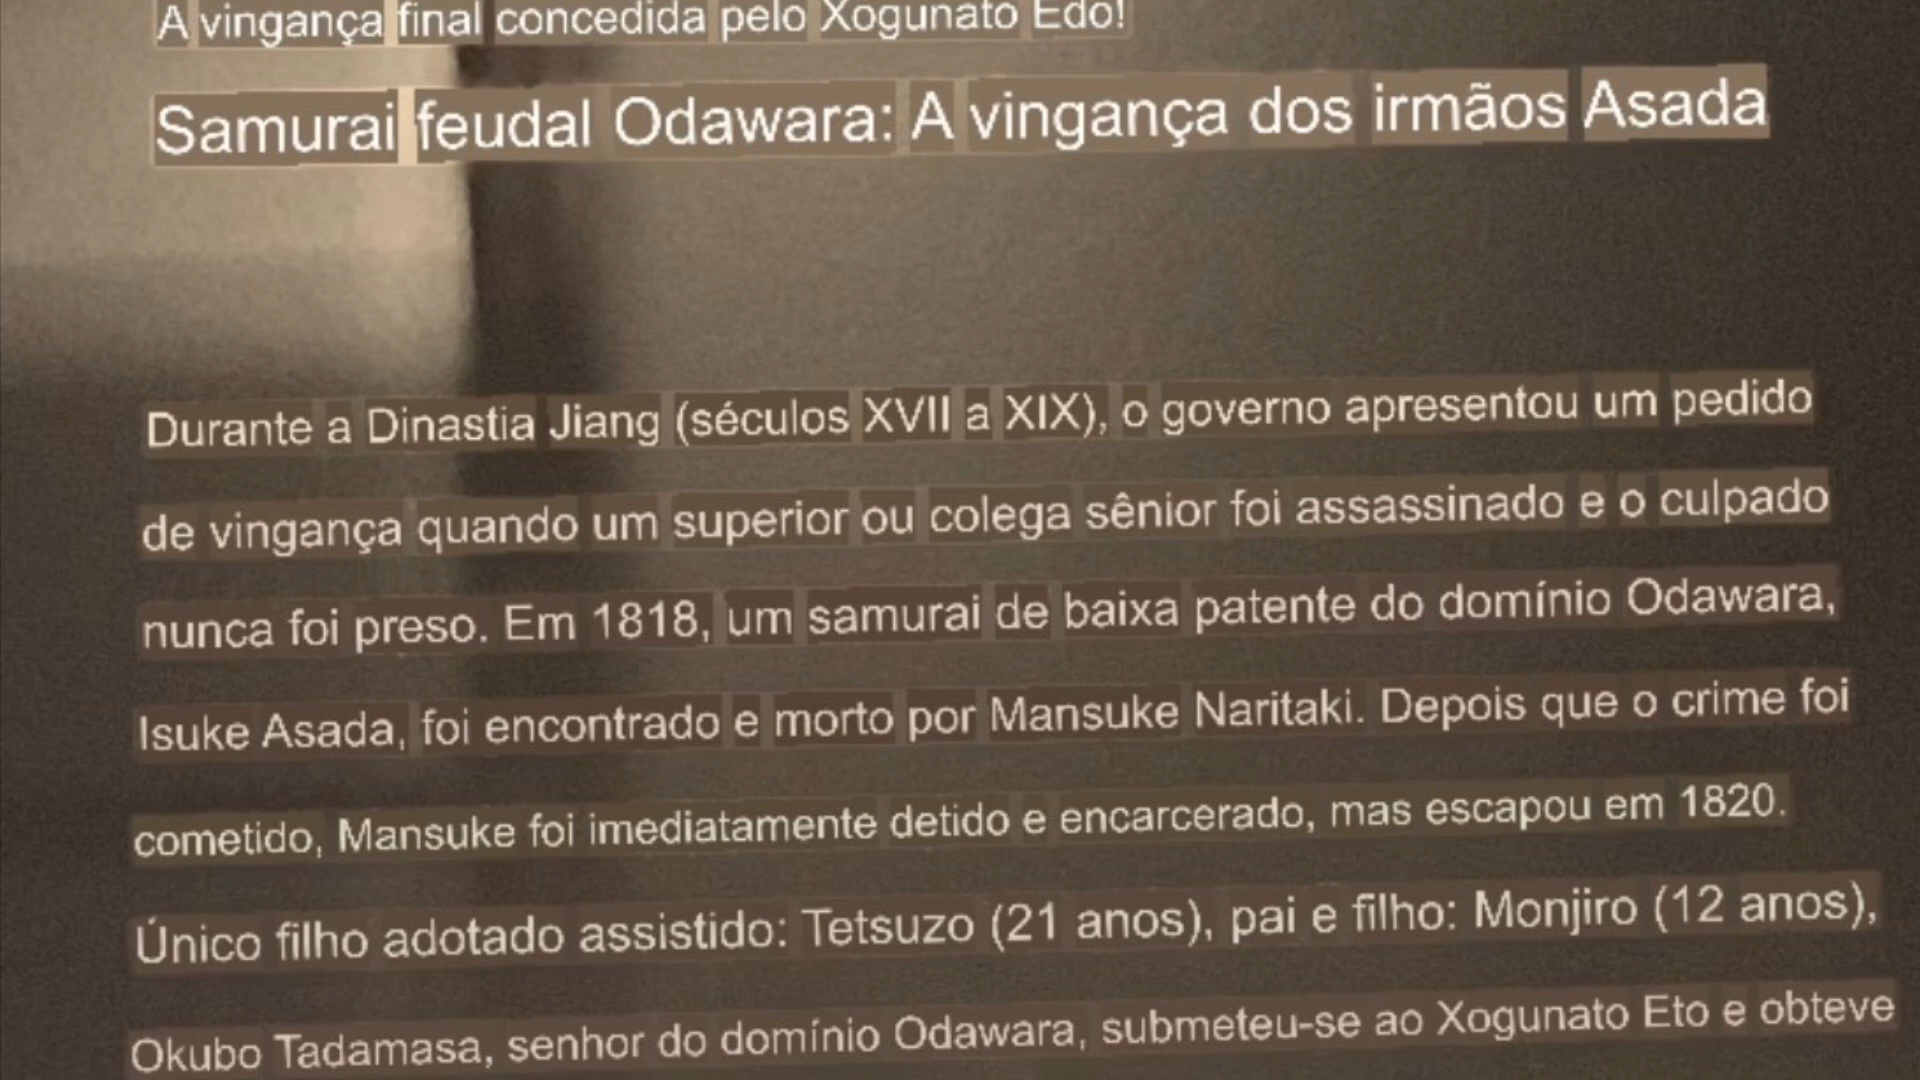 A vingança final concedida pelo Xogunato Edo!
Samurai feudal Odawara: A vingança dos irmãos Asada
Durante a Dinastia Jiang (séculos XVII a XIX), o governo apresentou um pedido
de vingança quando um superior ou colega sênior foi assassinado e o culpado
nunca foi preso. Em 1818, um samurai de baixa patente do domínio Odawara,
Isuke Asada, foi encontrado e morto por Mansuke Naritaki. Depois que o crime foi
cometido, Mansuke foi imediatamente detido e encarcerado, mas escapou em 1820.
Único filho adotado assistido: Tetsuzo (21 anos), pai e filho: Monjiro (12 anos),
Okubo Tadamasa, senhor do domínio Odawara, submeteu-se ao Xogunato Eto e obteve